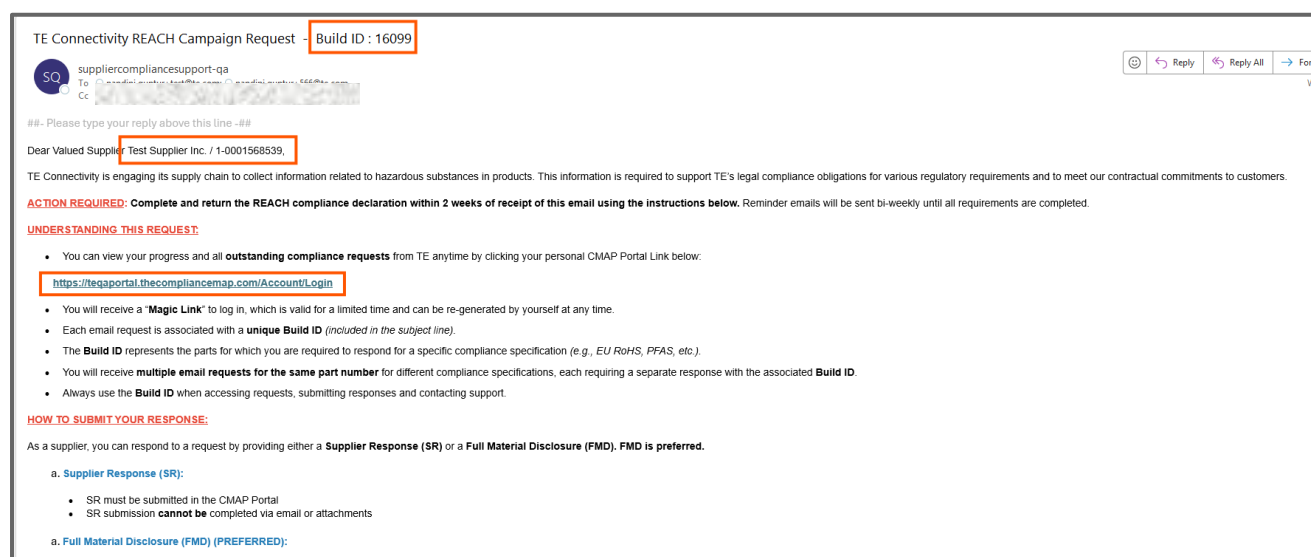 TE Connectivity REACH Campaign Request - Build ID : 16099
SQ
suppliercompliancesupport-qa
To
Cc
Reply
Reply All
For
##- Please type your reply above this line -##
Dear Valued Supplier Test Supplier Inc. / 1-0001568539,
TE Connectivity is engaging its supply chain to collect information related to hazardous substances in products. This information is required to support TE's legal compliance obligations for various regulatory requirements and to meet our contractual commitments to customers.
ACTION REQUIRED: Complete and return the REACH compliance declaration within 2 weeks of receipt of this email using the instructions below. Reminder emails will be sent bi-weekly until all requirements are completed.
UNDERSTANDING THIS REQUEST:
• You can view your progress and all outstanding compliance requests from TE anytime by clicking your personal CMAP Portal Link below:
https://teqaportal.thecompliancemap.com/Account/Login
• You will receive a "Magic Link" to log in, which is valid for a limited time and can be re-generated by yourself at any time.
• Each email request is associated with a unique Build ID (included in the subject line).
• The Build ID represents the parts for which you are required to respond for a specific compliance specification (e.g., EU RoHS, PFAS, etc.).
• You will receive multiple email requests for the same part number for different compliance specifications, each requiring a separate response with the associated Build ID.
• Always use the Build ID when accessing requests, submitting responses and contacting support.
HOW TO SUBMIT YOUR RESPONSE:
As a supplier, you can respond to a request by providing either a Supplier Response (SR) or a Full Material Disclosure (FMD). FMD is preferred.
a. Supplier Response (SR):
• SR must be submitted in the CMAP Portal
• SR submission cannot be completed via email or attachments
a. Full Material Disclosure (FMD) (PREFERRED):